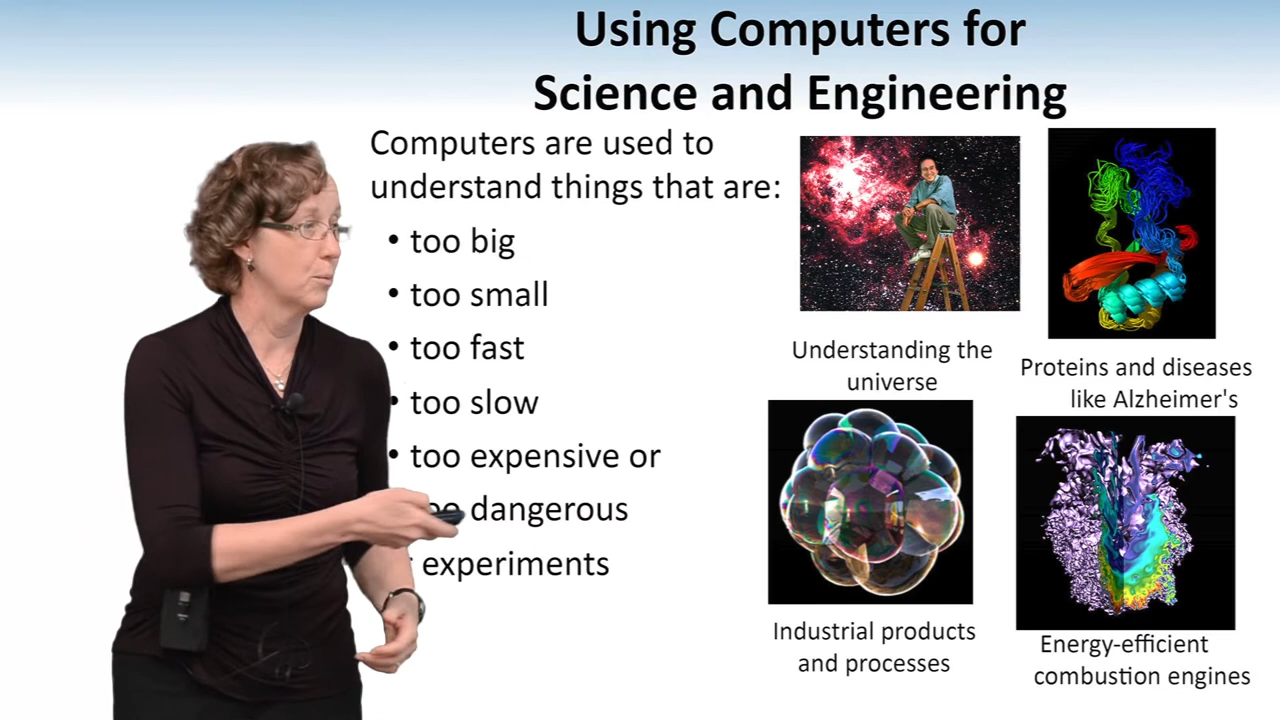 Using Computers for
Science and Engineering
Computers are used to
understand things that are:
• too big
• too small
• too fast
• too slow
• too expensive or
dangerous
experiments
Understanding the
universe
Proteins and diseases
like Alzheimer's
Industrial products
and processes
Energy-efficient
combustion engines